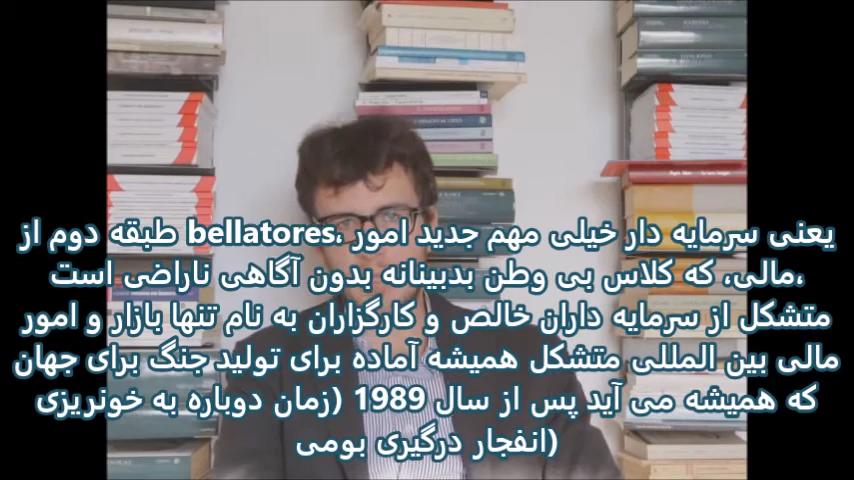 طبقه دوم از bellatores، یعنی سرمایه دار خیلی مهم جدید امور
مالی، که کلاس بی وطن بدبینانه بدون آگاهی ناراضی است،
متشکل از سرمایه داران خالص و کارگزاران به نام تنها بازار و امور
مالی بین المللی متشکل همیشه آماده برای تولید جنگ برای جهان
که همیشه می آید پس از سال 1989 (زمان دوباره به خونریزی
انفجار درگیری بومی)